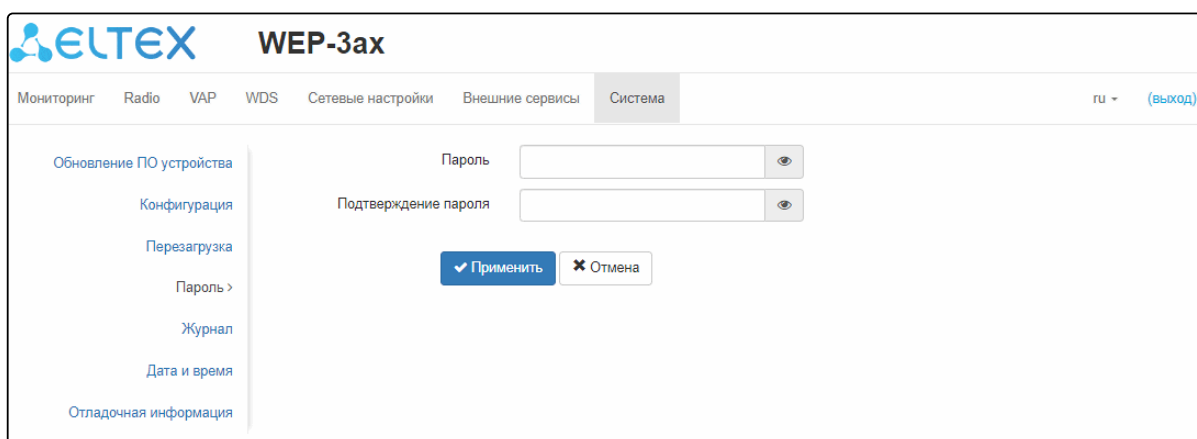 ELTEX WEP-3ax
Мониторинг Radio VAP WDS Сетевые настройки Внешние сервисы Система ru (выход)
Обновление ПО устройства
Конфигурация
Перезагрузка
Пароль >
Журнал
Дата и время
Отладочная информация
Пароль
Подтверждение пароля
Применить Отмена